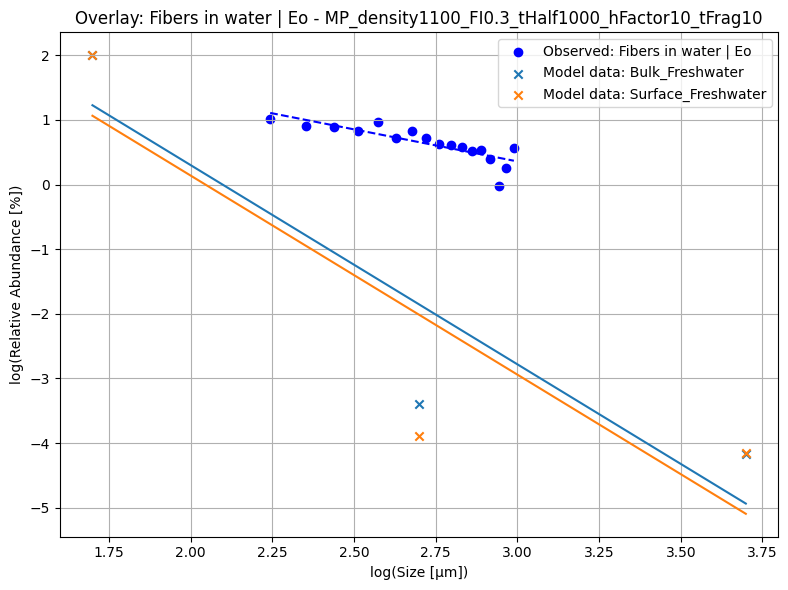 Overlay: Fibers in water | Eo - MP_density1100_FI0.3_tHalf1000_hFactor10_tFrag10
Observed: Fibers in water | Eo
Model data: Bulk_Freshwater
Model data: Surface_Freshwater
log(Relative Abundance [%])
2
1
0
−1
−2
−3
−4
−5
1.75 2.00 2.25 2.50 2.75 3.00 3.25 3.50 3.75
log(Size [µm])